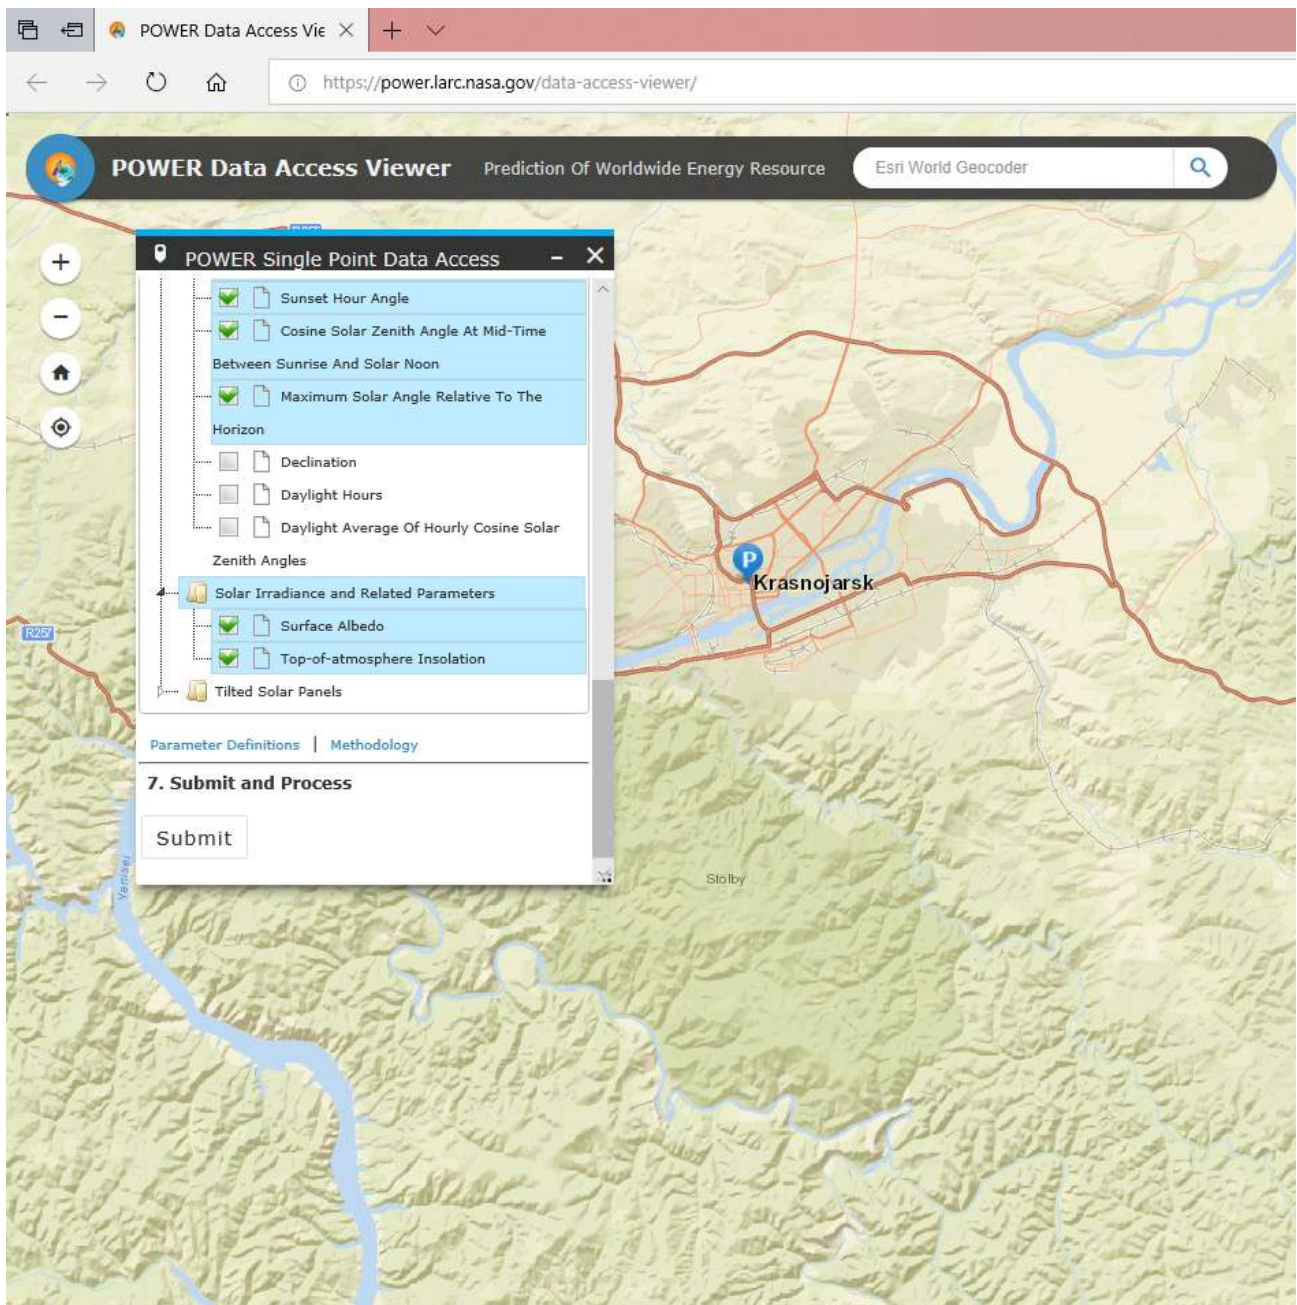 POWER Data Access Vie
https://power.larc.nasa.gov/data-access-viewer/
POWER Data Access Viewer
Prediction Of Worldwide Energy Resource
Esri World Geocoder
POWER Single Point Data Access
Sunset Hour Angle
Cosine Solar Zenith Angle At Mid-Time
Between Sunrise And Solar Noon
Maximum Solar Angle Relative To The
Horizon
Declination
Daylight Hours
Daylight Average Of Hourly Cosine Solar
Zenith Angles
Solar Irradiance and Related Parameters
Surface Albedo
Top-of-atmosphere Insolation
Tilted Solar Panels
Parameter Definitions | Methodology
7. Submit and Process
Submit
P
Krasnojarsk
R257
Yenisei
Stolby